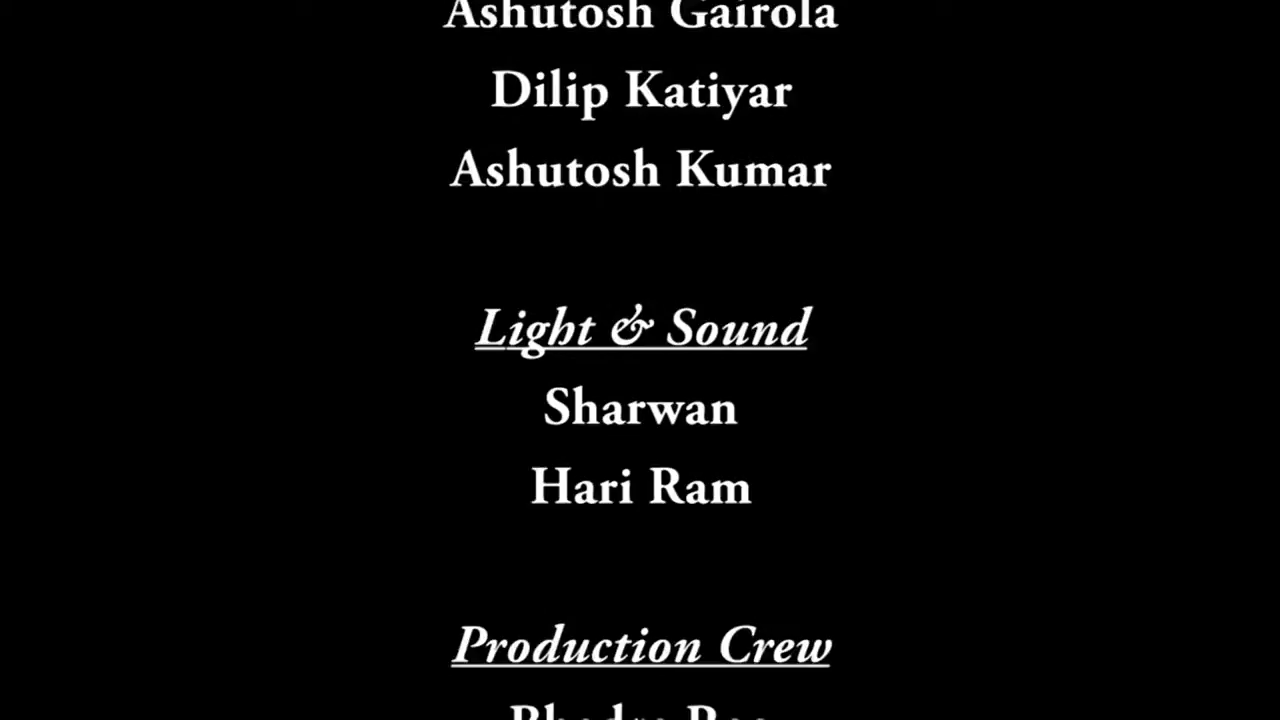 Ashutosh Gairola
Dilip Katiyar
Ashutosh Kumar
Light & Sound
Sharwan
Hari Ram
Production Crew